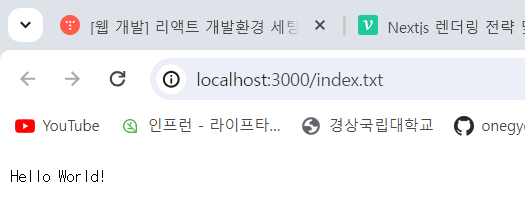 [웹 개발] 리액트 개발환경 세팅
Nextjs 렌더링 전략
localhost:3000/index.txt
YouTube
인프런 - 라이프타...
경상국립대학교
onegy
Hello World!